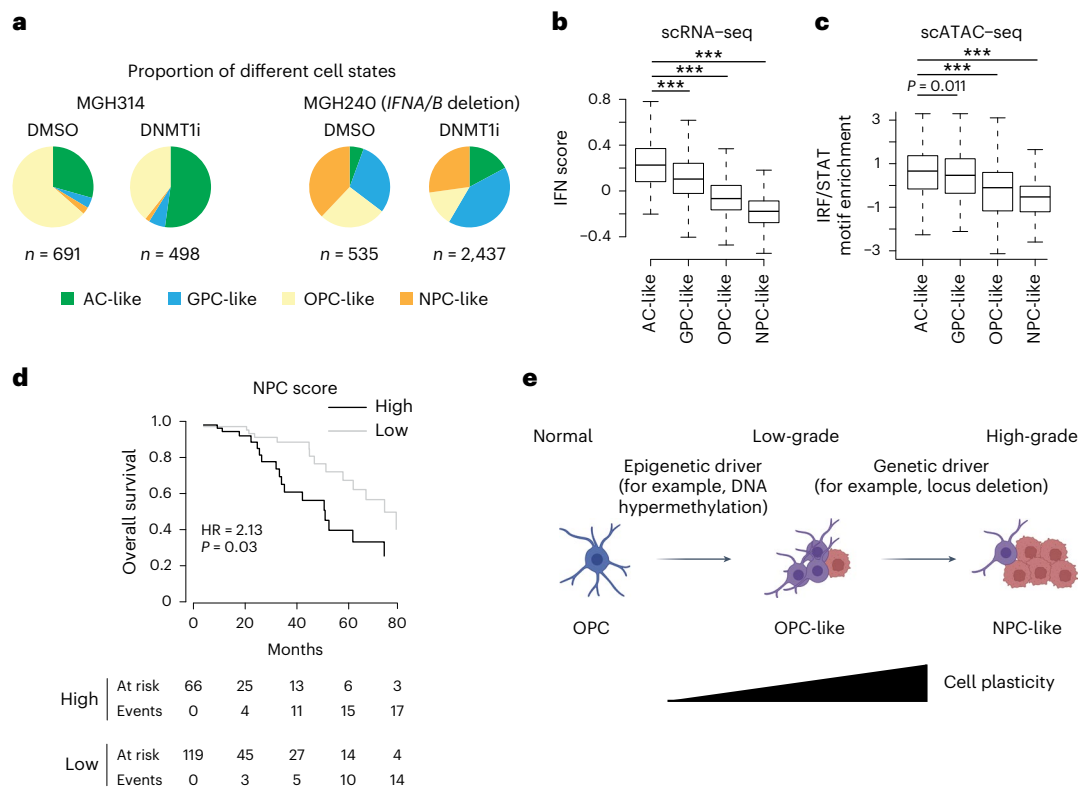 a
Proportion of different cell states
MGH314
MGH240 (IFNA/B deletion)
DMSO
DNMT1i
DMSO
DNMT1i
n = 691
n = 498
n = 535
n = 2,437
AC-like
GPC-like
OPC-like
NPC-like
b
scRNA–seq
***
***
***
IFN score
0.8
0.4
0
−0.4
AC-like
GPC-like
OPC-like
NPC-like
c
scATAC–seq
***
***
P = 0.011
IRF/STAT
motif enrichment
3
1
−1
−3
AC-like
GPC-like
OPC-like
NPC-like
d
NPC score
High
Low
Overall survival
1.0
0.8
0.6
0.4
0.2
0
HR = 2.13
P = 0.03
0 20 40 60 80
Months
High
At risk 66 25 13 6 3
Events 0 4 11 15 17
Low
At risk 119 45 27 14 4
Events 0 3 5 10 14
e
Normal
Low-grade
High-grade
Epigenetic driver
(for example, DNA
hypermethylation)
Genetic driver
(for example, locus deletion)
OPC
OPC-like
NPC-like
Cell plasticity